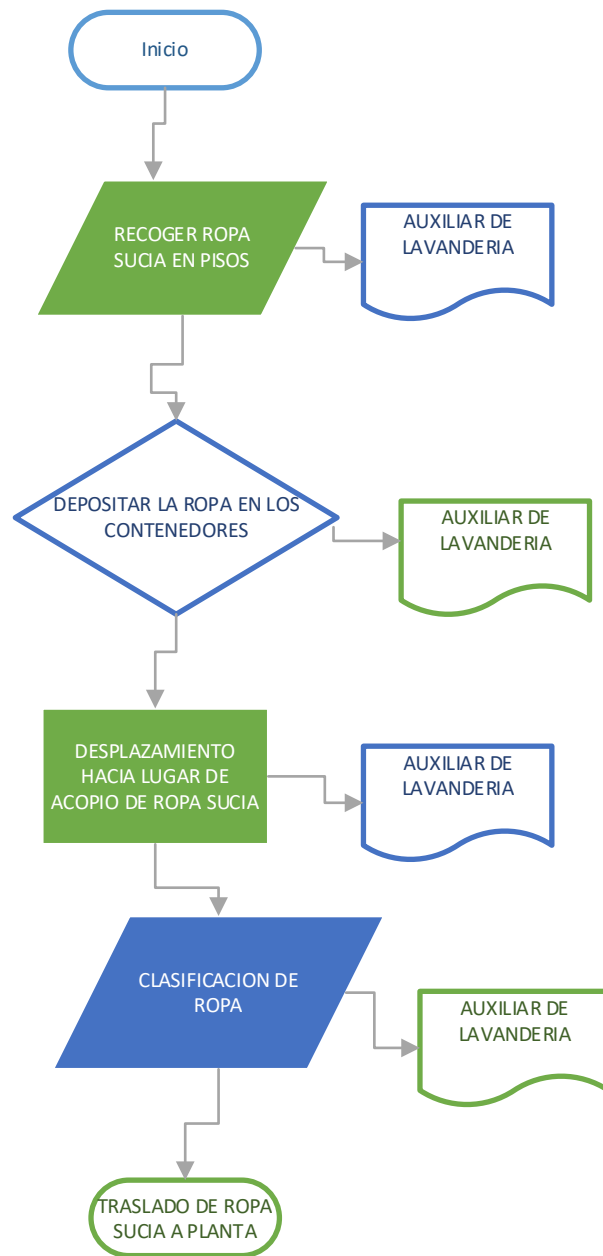 Inicio
RECOGER ROPA
SUCIA EN PISOS
AUXILIAR DE
LAVANDERIA
DEPOSITAR LA ROPA EN LOS
CONTENEDORES
AUXILIAR DE
LAVANDERIA
DESPLAZAMIENTO
HACIA LUGAR DE
ACOPIO DE ROPA SUCIA
AUXILIAR DE
LAVANDERIA
CLASIFICACION DE
ROPA
AUXILIAR DE
LAVANDERIA
TRASLADO DE ROPA
SUCIA A PLANTA